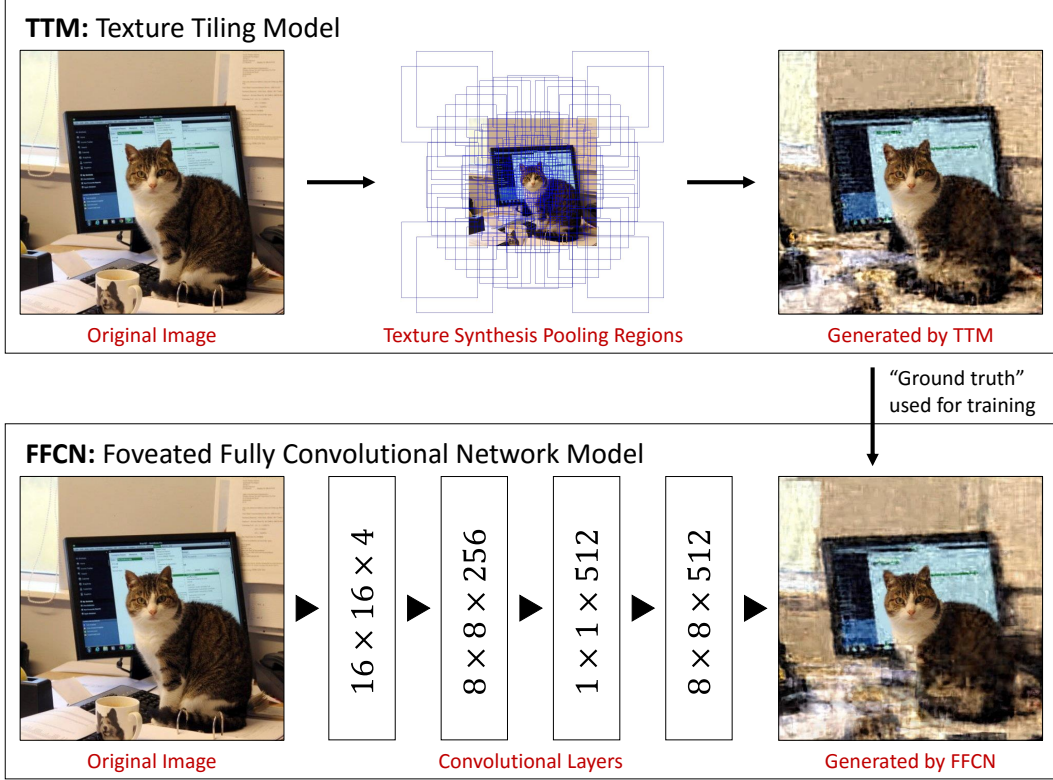 TTM: Texture Tiling Model
Original Image
Texture Synthesis Pooling Regions
Generated by TTM
“Ground truth”
used for training
FFCN: Foveated Fully Convolutional Network Model
16 × 16 × 4
8 × 8 × 256
1 × 1 × 512
8 × 8 × 512
Original Image
Convolutional Layers
Generated by FFCN